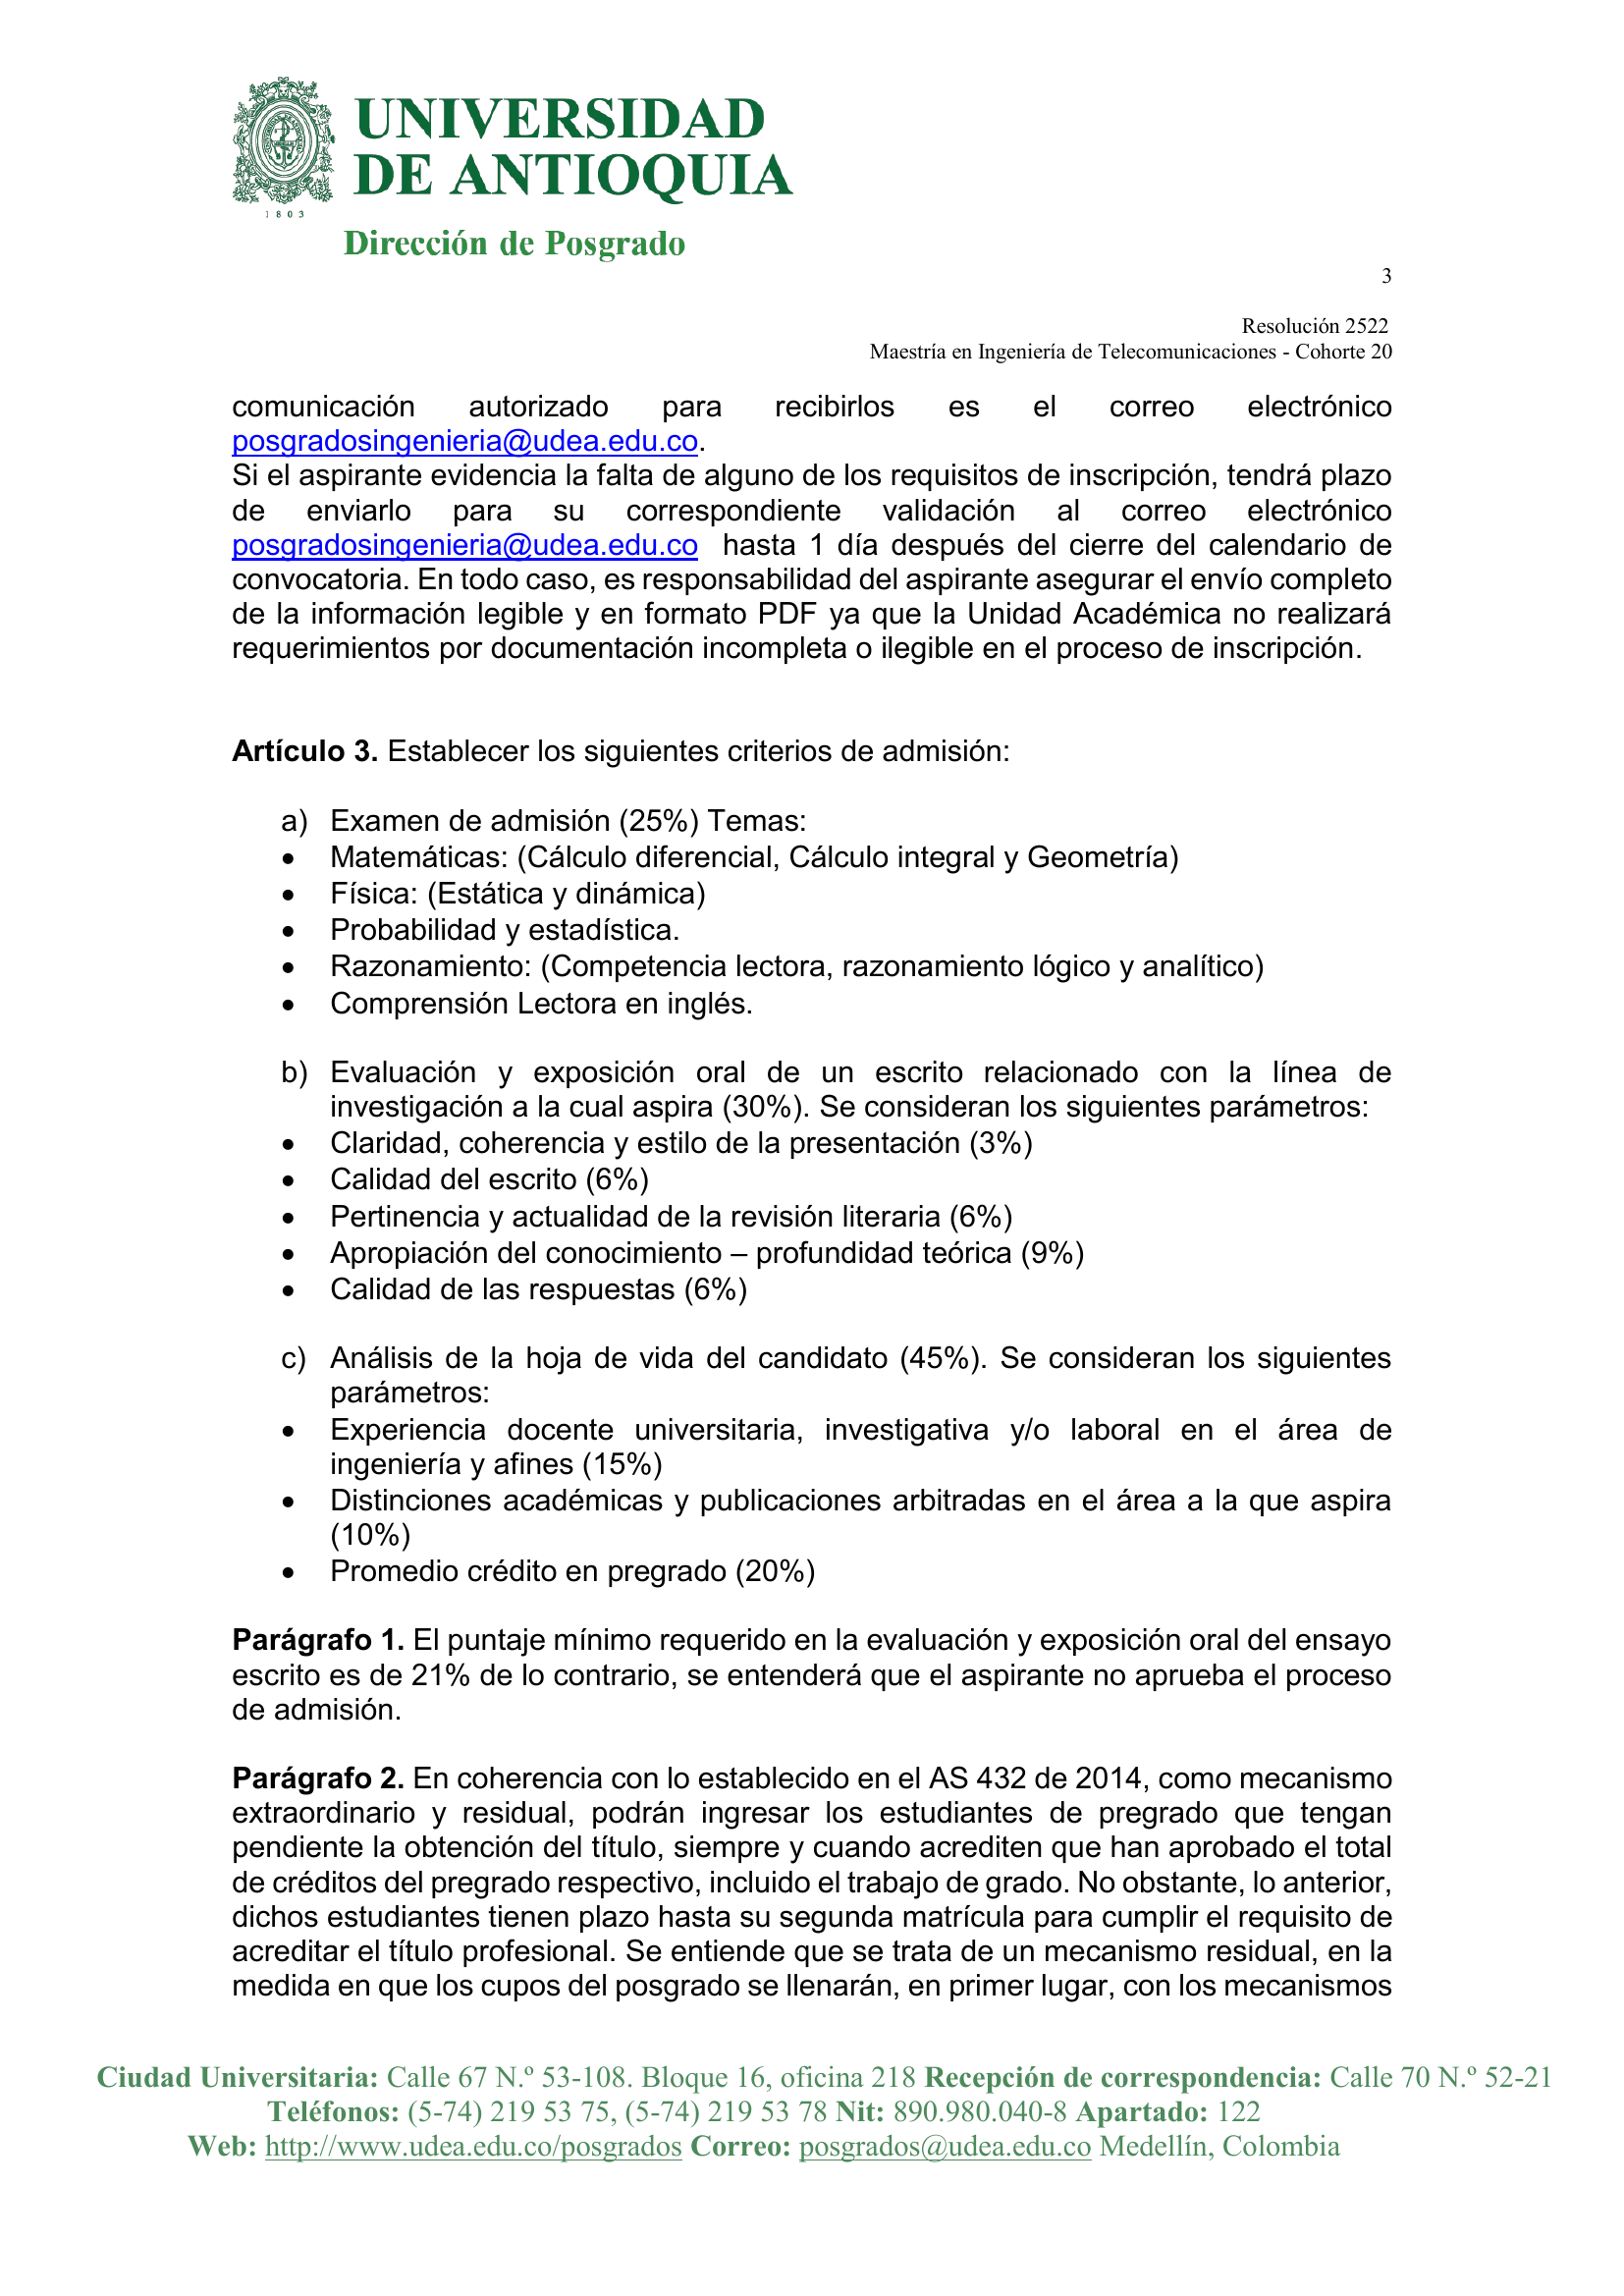 UNIVERSIDAD
DE ANTIOQUIA
1803
Dirección de Posgrado
3
Resolución 2522
Maestría en Ingeniería de Telecomunicaciones - Cohorte 20
comunicación autorizado para recibirlos es el correo electrónico
posgradosingenieria@udea.edu.co.
Si el aspirante evidencia la falta de alguno de los requisitos de inscripción, tendrá plazo
de enviarlo para su correspondiente validación al correo electrónico
posgradosingenieria@udea.edu.co hasta 1 día después del cierre del calendario de
convocatoria. En todo caso, es responsabilidad del aspirante asegurar el envío completo
de la información legible y en formato PDF ya que la Unidad Académica no realizará
requerimientos por documentación incompleta o ilegible en el proceso de inscripción.
Artículo 3. Establecer los siguientes criterios de admisión:
a) Examen de admisión (25%) Temas:
• Matemáticas: (Cálculo diferencial, Cálculo integral y Geometría)
• Física: (Estática y dinámica)
• Probabilidad y estadística.
• Razonamiento: (Competencia lectora, razonamiento lógico y analítico)
• Comprensión Lectora en inglés.
b) Evaluación y exposición oral de un escrito relacionado con la línea de
investigación a la cual aspira (30%). Se consideran los siguientes parámetros:
• Claridad, coherencia y estilo de la presentación (3%)
• Calidad del escrito (6%)
• Pertinencia y actualidad de la revisión literaria (6%)
• Apropiación del conocimiento – profundidad teórica (9%)
• Calidad de las respuestas (6%)
c) Análisis de la hoja de vida del candidato (45%). Se consideran los siguientes
parámetros:
• Experiencia docente universitaria, investigativa y/o laboral en el área de
ingeniería y afines (15%)
• Distinciones académicas y publicaciones arbitradas en el área a la que aspira
(10%)
• Promedio crédito en pregrado (20%)
Parágrafo 1. El puntaje mínimo requerido en la evaluación y exposición oral del ensayo
escrito es de 21% de lo contrario, se entenderá que el aspirante no aprueba el proceso
de admisión.
Parágrafo 2. En coherencia con lo establecido en el AS 432 de 2014, como mecanismo
extraordinario y residual, podrán ingresar los estudiantes de pregrado que tengan
pendiente la obtención del título, siempre y cuando acrediten que han aprobado el total
de créditos del pregrado respectivo, incluido el trabajo de grado. No obstante, lo anterior,
dichos estudiantes tienen plazo hasta su segunda matrícula para cumplir el requisito de
acreditar el título profesional. Se entiende que se trata de un mecanismo residual, en la
medida en que los cupos del posgrado se llenarán, en primer lugar, con los mecanismos
Ciudad Universitaria: Calle 67 N.º 53-108. Bloque 16, oficina 218 Recepción de correspondencia: Calle 70 N.º 52-21
Teléfonos: (5-74) 219 53 75, (5-74) 219 53 78 Nit: 890.980.040-8 Apartado: 122
Web: http://www.udea.edu.co/posgrados Correo: posgrados@udea.edu.co Medellín, Colombia